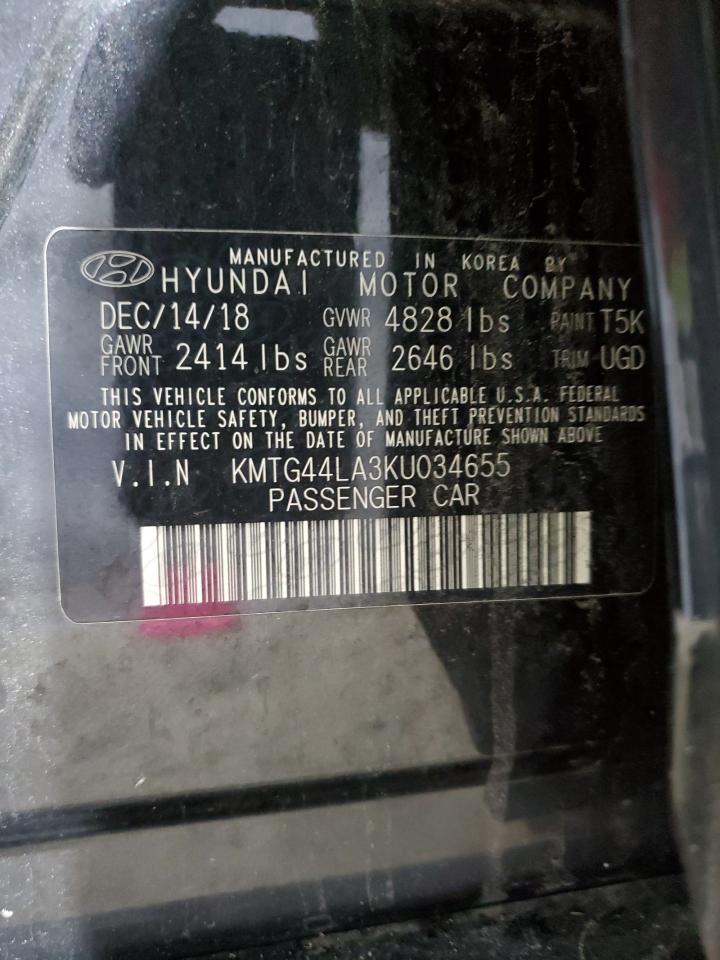 MANUFACTURED IN KOREA BY
HYUNDAI MOTOR COMPANY
DEC/14/18 GVWR 4828 lbs PAINT T5K
GAWR FRONT 2414 lbs GAWR REAR 2646 lbs TRIM UGD
THIS VEHICLE CONFORMS TO ALL APPLICABLE U.S.A. FEDERAL
MOTOR VEHICLE SAFETY, BUMPER, AND THEFT PREVENTION STANDARDS
IN EFFECT ON THE DATE OF MANUFACTURE SHOWN ABOVE
V.I.N KMTG44LA3KU034655
PASSENGER CAR